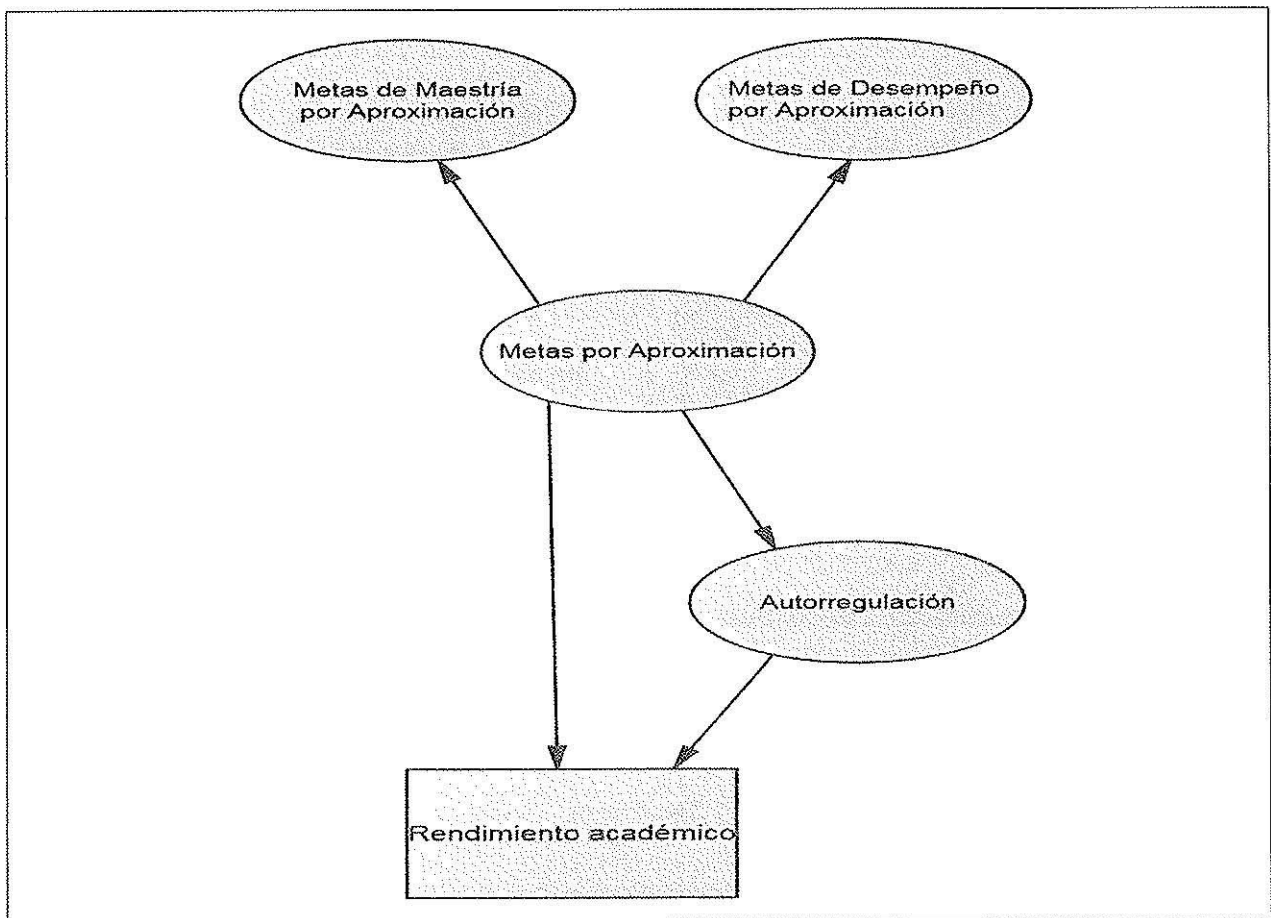 Metas de Maestría
por Aproximación
Metas de Desempeño
por Aproximación
Metas por Aproximación
Autorregulación
Rendimiento académico